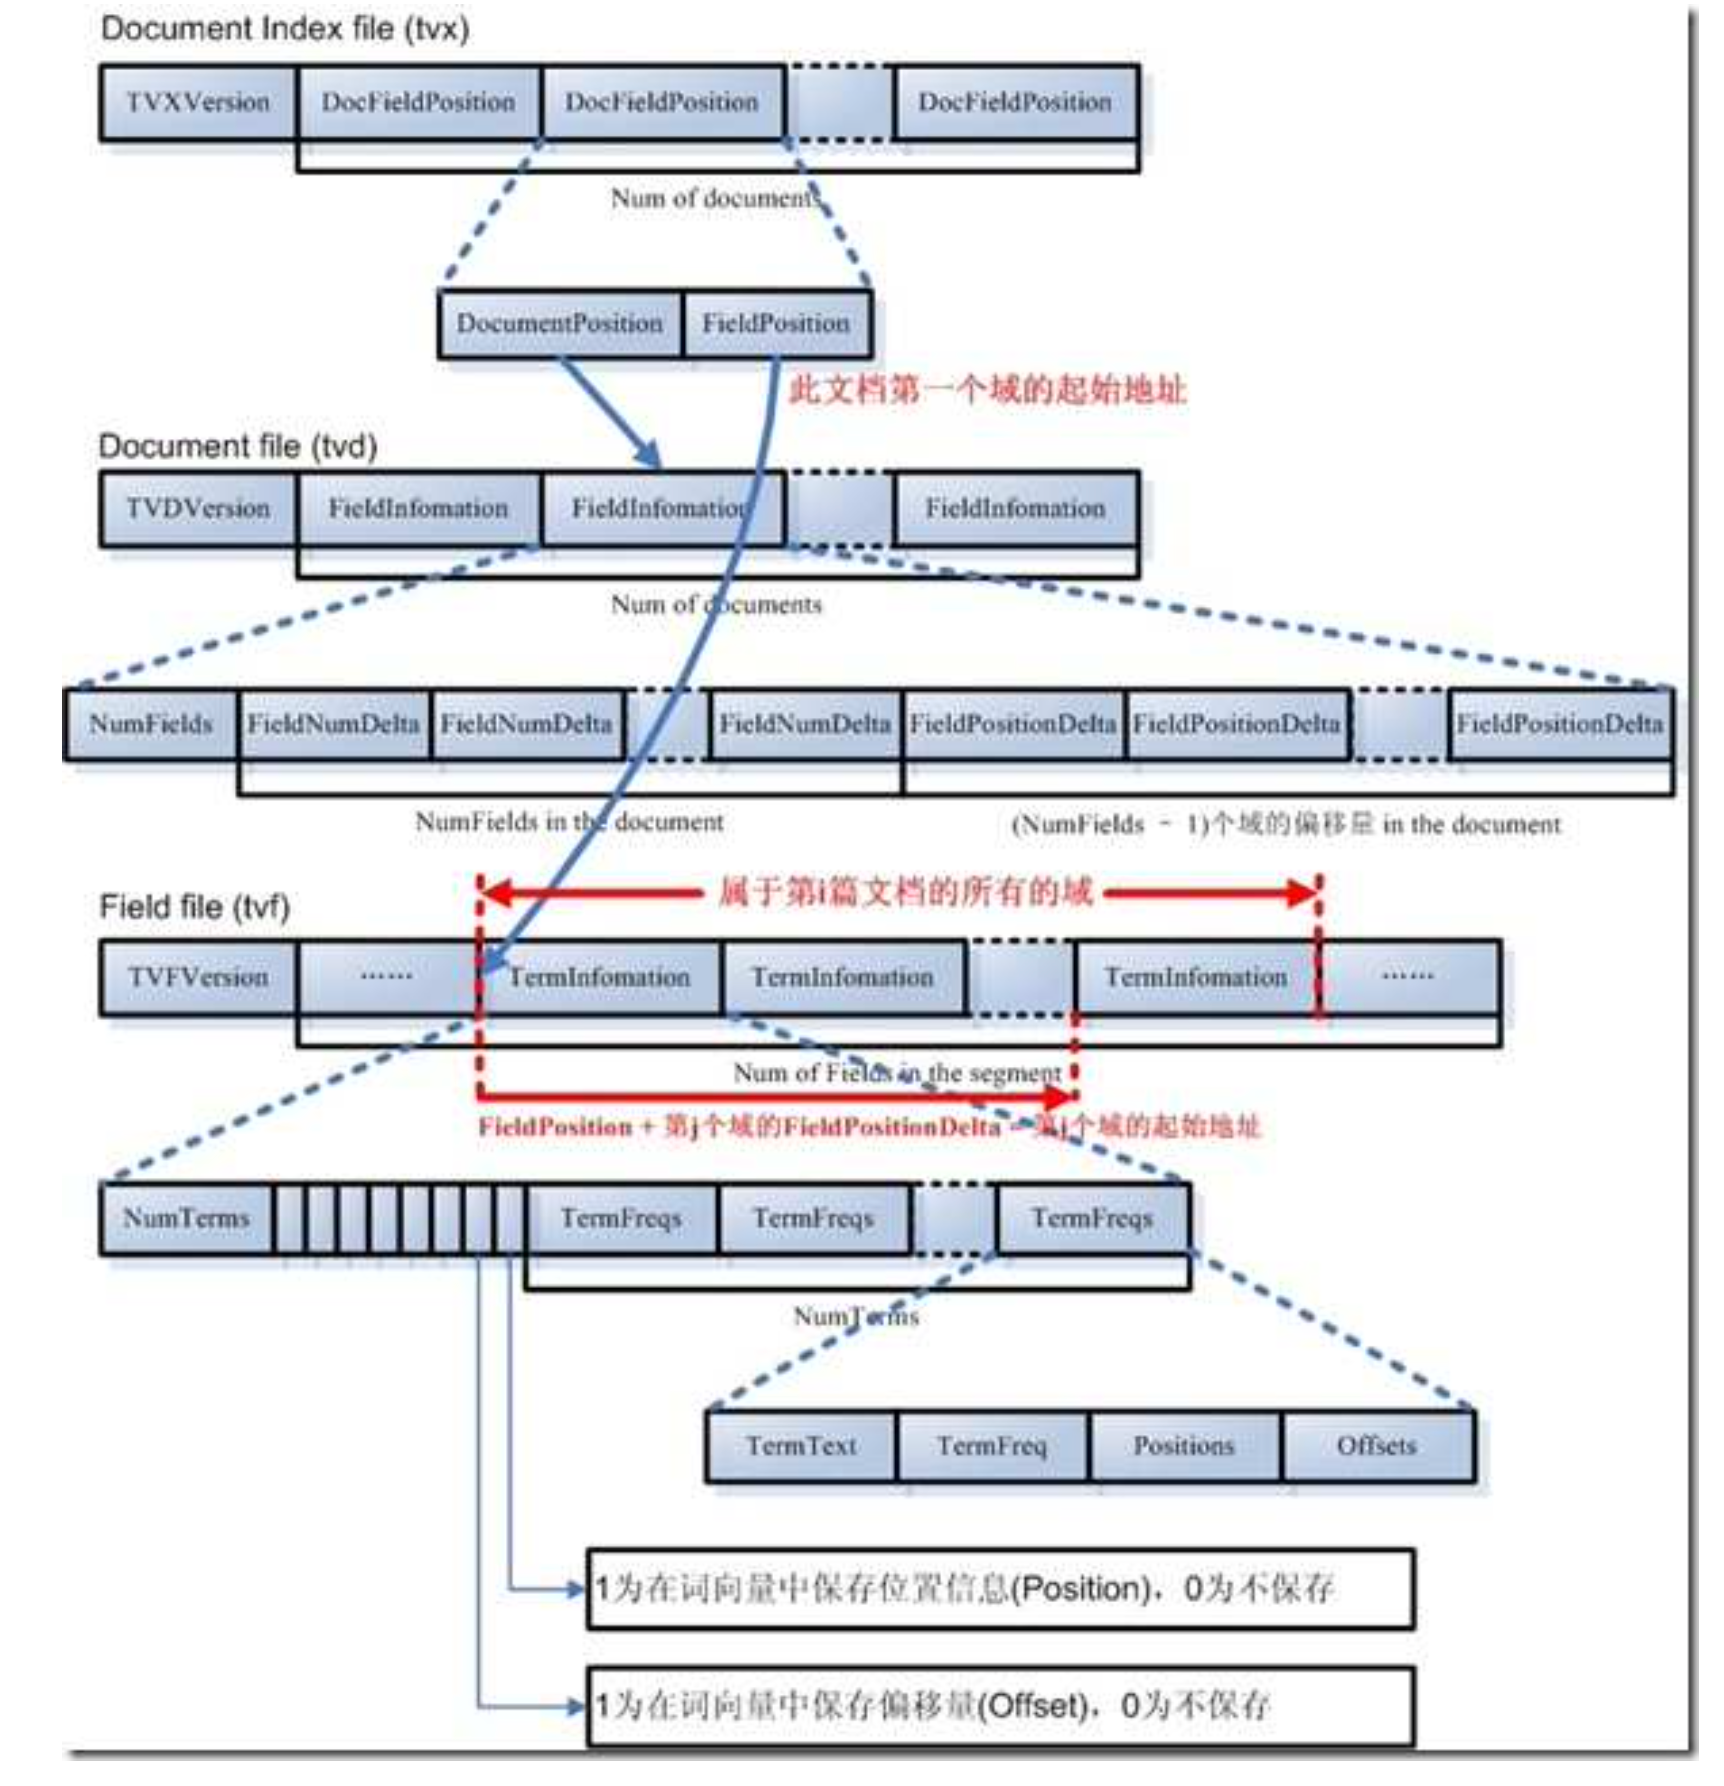 Document Index file (tvx)
TVXVersion DocFieldPosition DocFieldPosition DocFieldPosition
Num of documents
DocumentPosition FieldPosition
此文档第一个域的起始地址
Document file (tvd)
TVDVersion FieldInfomation FieldInfomation FieldInfomation
Num of documents
NumFields FieldNumDelta FieldNumDelta FieldNumDelta FieldPositionDelta FieldPositionDelta FieldPositionDelta
NumFields in the document (NumFields - 1)个域的偏移量 in the document
属于第i篇文档的所有的域
Field file (tvf)
TVFVersion ...... TermInfomation TermInfomation TermInfomation ......
Num of Fields in the segment
FieldPosition + 第j个域的FieldPositionDelta = 第j个域的起始地址
NumTerms TermFreqs TermFreqs TermFreqs
NumTerms
TermText TermFreq Positions Offsets
1为在词向量中保存位置信息(Position)，0为不保存
1为在词向量中保存偏移量(Offset)，0为不保存